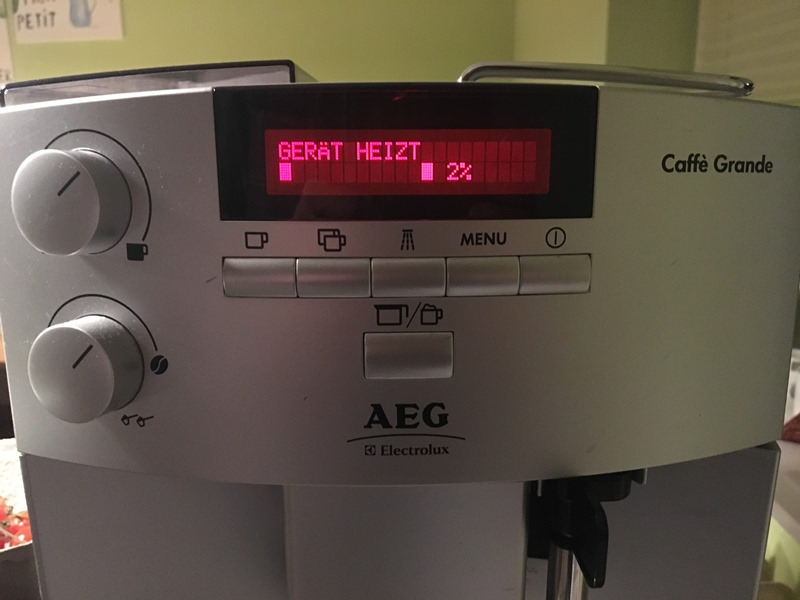 PETIT
GERÄT HEIZT
2%
Caffè Grande
MENU
AEG
Electrolux